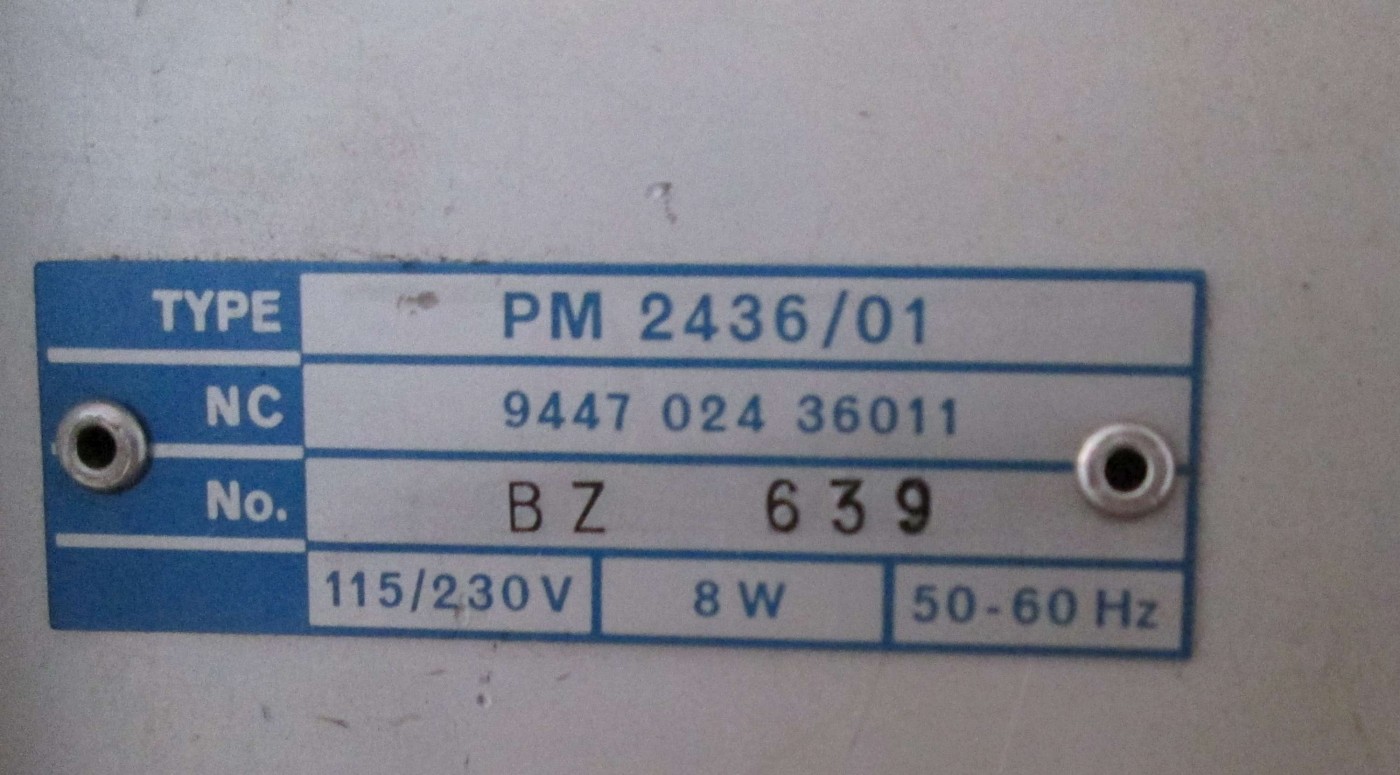 TYPE PM 2436/01
NC 9447 024 36011
No. BZ 639
115/230V 8 W 50-60 Hz